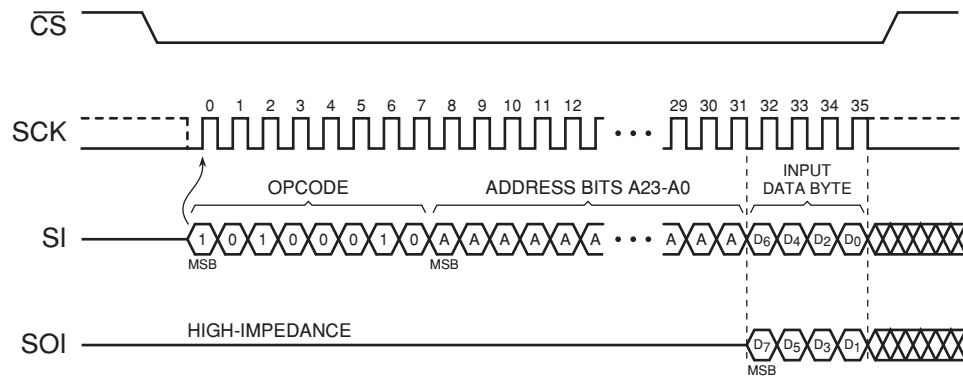 CS
0 1 2 3 4 5 6 7 8 9 10 11 12 29 30 31 32 33 34 35
SCK
OPCODE
ADDRESS BITS A23-A0
INPUT
DATA BYTE
SI
1 0 1 0 0 0 1 0 A A A A A A • • • A A A D6 D4 D2 D0
MSB MSB
HIGH-IMPEDANCE
SOI
D7 D5 D3 D1
MSB